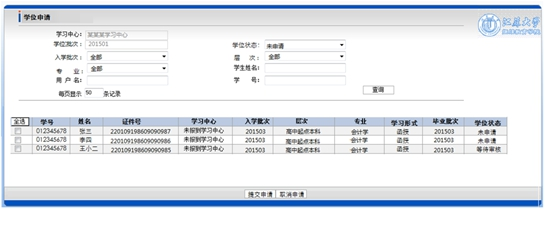 学位申请
学习中心： 某某某学习中心
学位批次： 201501 学位状态： 未申请
入学批次： 全部 层 次： 全部
专 业： 全部 学生姓名：
用 户 名： 学 号：
每页显示 50 条记录 查询
全选 学号 姓名 证件号 学习中心 入学批次 层次 专业 学习形式 毕业批次 学位状态
012345678 张三 220109198609090987 未报到学习中心 201503 高中起点本科 会计学 函授 201503 未申请
012345678 李四 220109198609090986 未报到学习中心 201503 高中起点本科 会计学 函授 201503 未申请
012345678 王小二 220109198609090985 未报到学习中心 201503 高中起点本科 会计学 函授 201503 等待审核
提交申请 取消申请